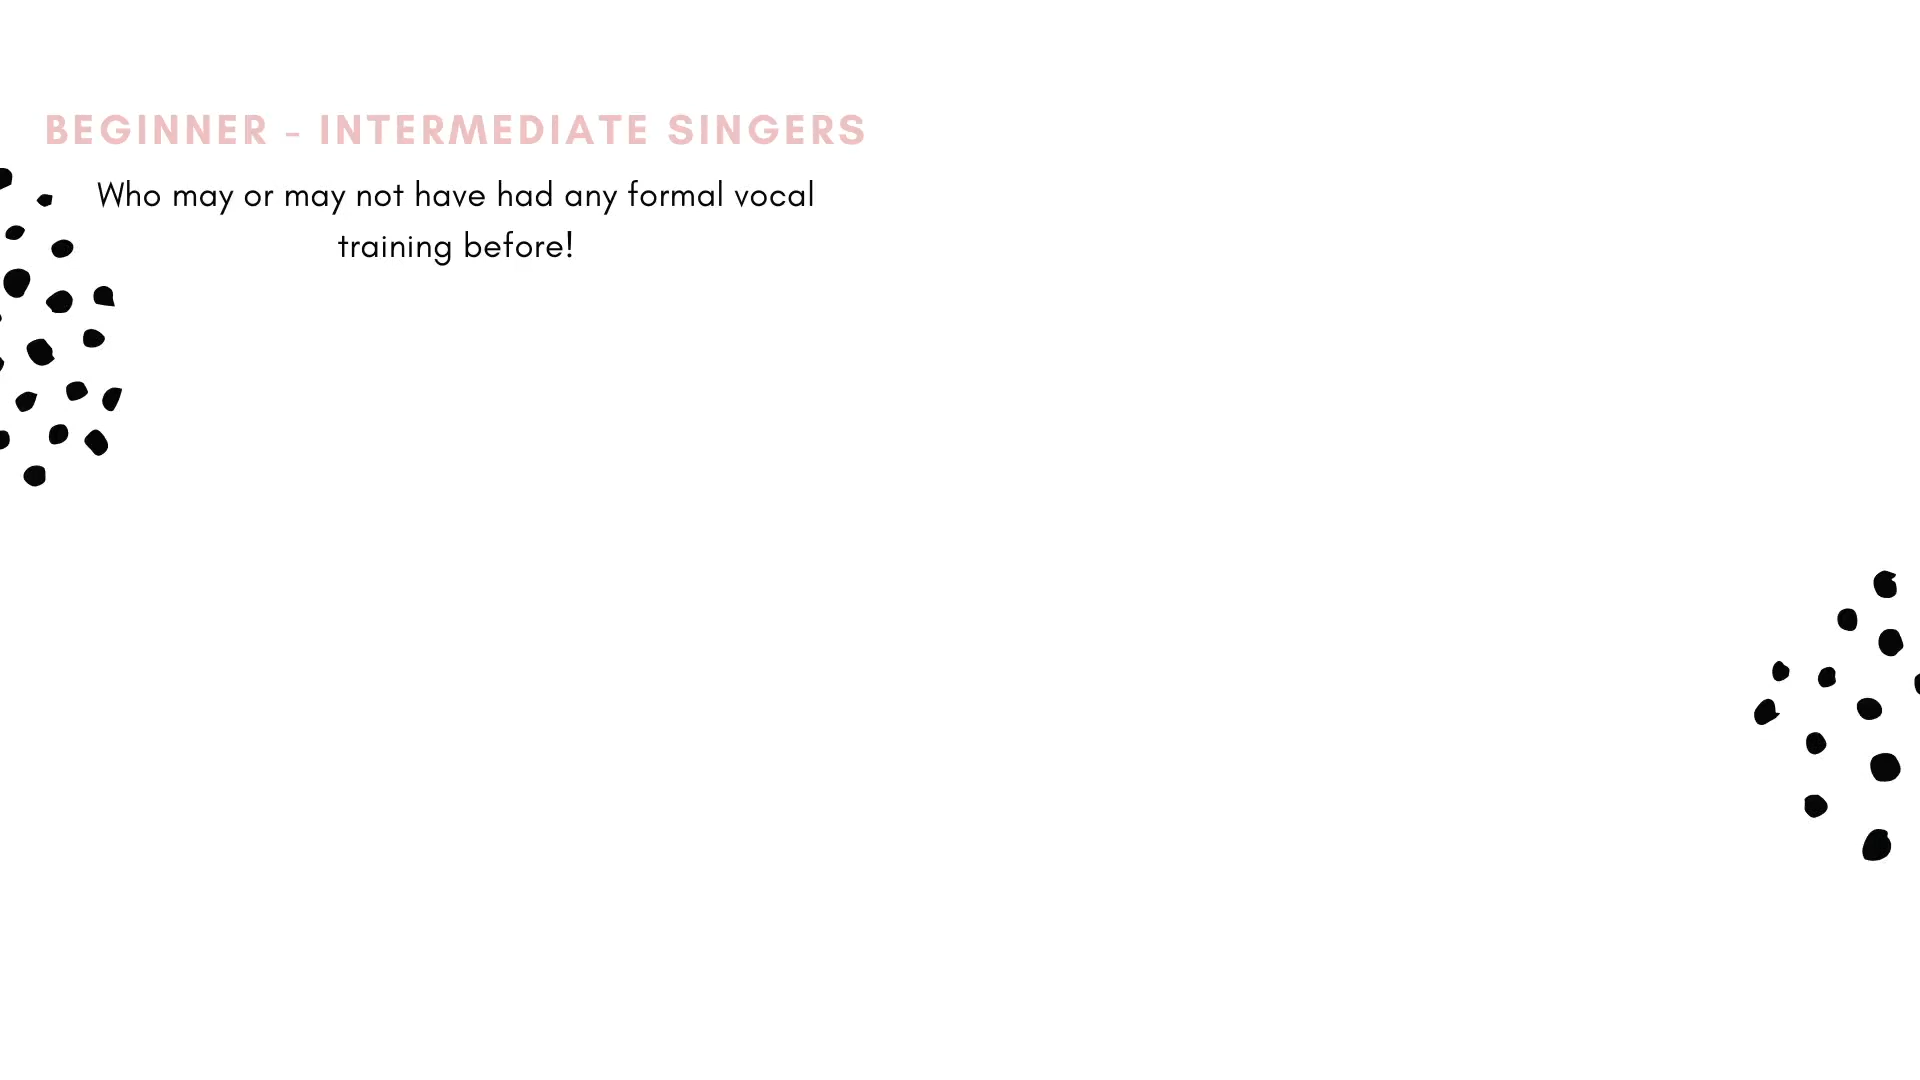 BEGINNER - INTERMEDIATE SINGERS
Who may or may not have had any formal vocal
training before!